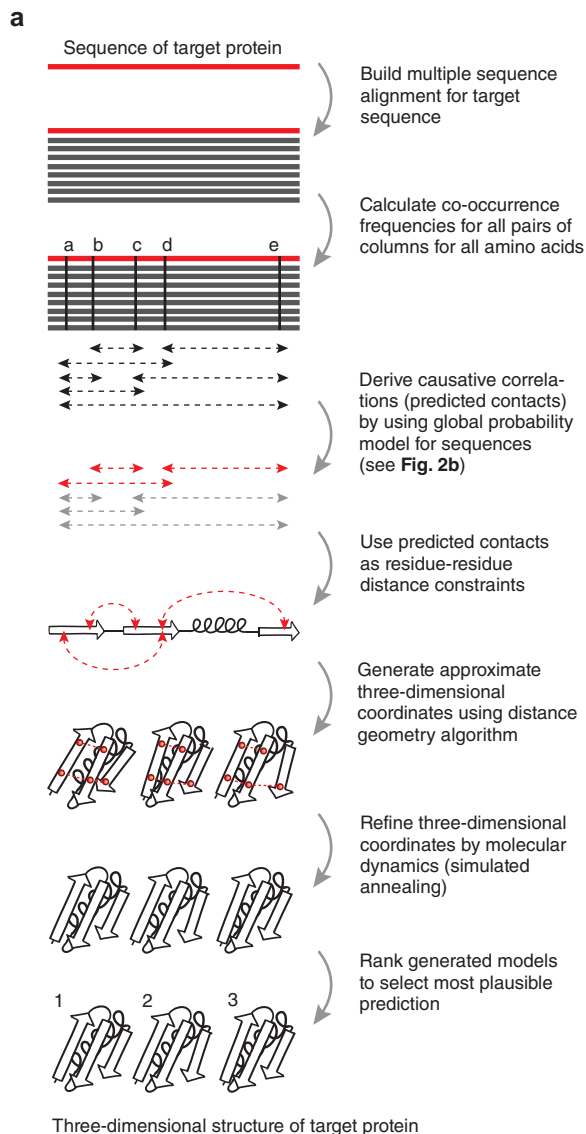 a
Sequence of target protein
Build multiple sequence
alignment for target
sequence
Calculate co-occurrence
frequencies for all pairs of
columns for all amino acids
a b c d e
Derive causative correla-
tions (predicted contacts)
by using global probability
model for sequences
(see Fig. 2b)
Use predicted contacts
as residue-residue
distance constraints
Generate approximate
three-dimensional
coordinates using distance
geometry algorithm
Refine three-dimensional
coordinates by molecular
dynamics (simulated
annealing)
Rank generated models
to select most plausible
prediction
1 2 3
Three-dimensional structure of target protein